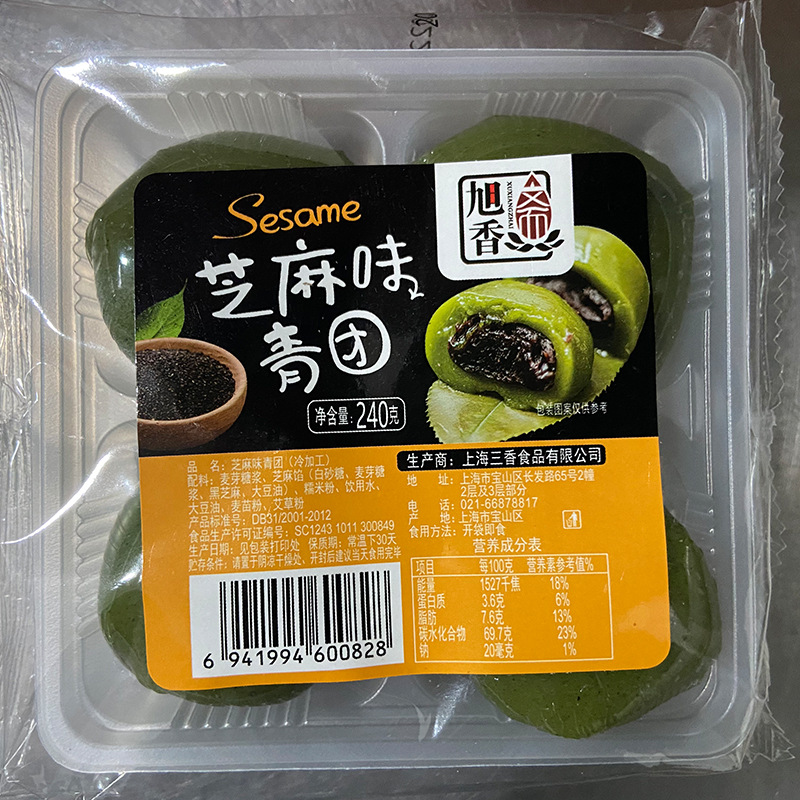 Sesame
芝麻味
青团
旭香斋
XUXIANGZHAI
净含量: 240克
包装图案仅供参考
品　名: 芝麻味青团（冷加工）
配料: 麦芽糖浆、芝麻馅（白砂糖、麦芽糖
浆、黑芝麻、大豆油）、糯米粉、饮用水、
大豆油、麦苗粉、艾草粉
产品标准号: DB31/2001-2012
食品生产许可证编号: SC1243 1011 300849
生产日期: 见包装打印处　保质期: 常温下30天
贮存条件: 请置于阴凉干燥处、开封后建议当天食用完毕
6 941994 600828
生产商: 上海三香食品有限公司
地　址: 上海市宝山区长发路65号2幢
2层及3层部分
电　话: 021-66878817
产　地: 上海市宝山区
食用方法: 开袋即食
营养成分表
项目 每100克 营养素参考值%
能量 1527千焦 18%
蛋白质 3.6克 6%
脂肪 7.6克 13%
碳水化合物 69.7克 23%
钠 20毫克 1%